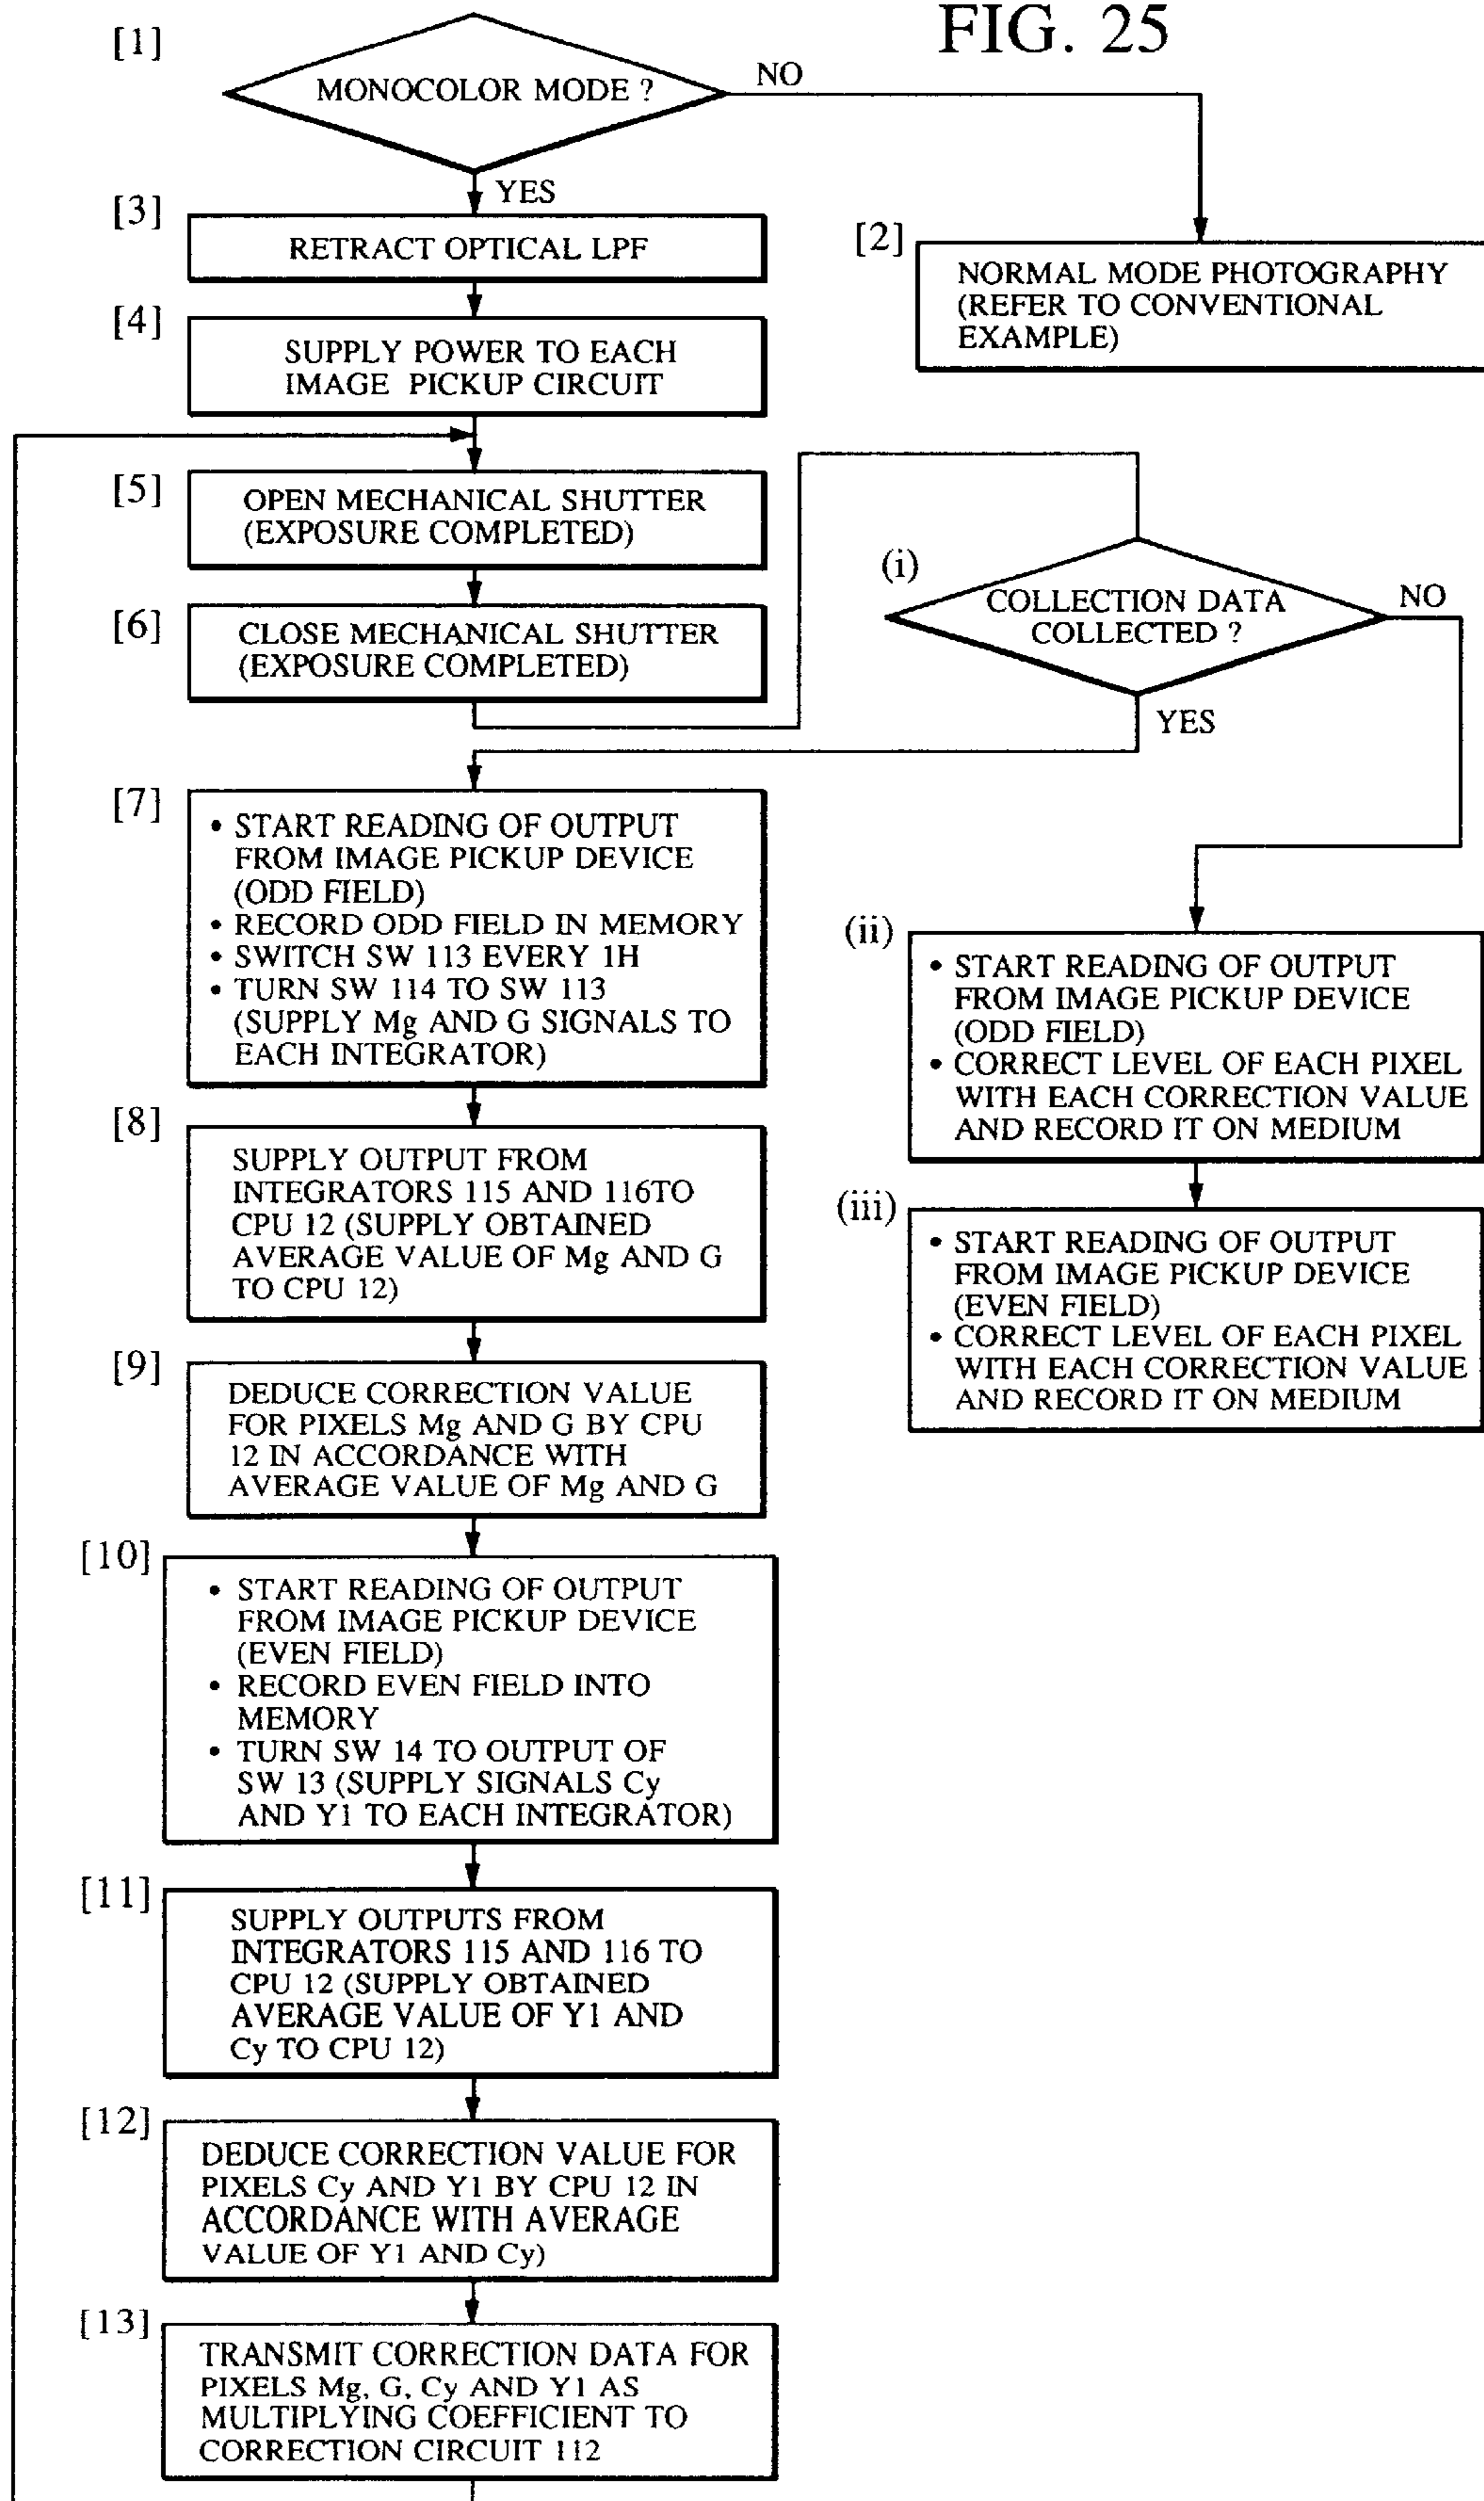 FIG. 25
[1]
MONOCOLOR MODE ?
NO
YES
[2]
NORMAL MODE PHOTOGRAPHY
(REFER TO CONVENTIONAL
EXAMPLE)
[3]
RETRACT OPTICAL LPF
[4]
SUPPLY POWER TO EACH
IMAGE PICKUP CIRCUIT
[5]
OPEN MECHANICAL SHUTTER
(EXPOSURE COMPLETED)
[6]
CLOSE MECHANICAL SHUTTER
(EXPOSURE COMPLETED)
(i)
COLLECTION DATA
COLLECTED ?
NO
YES
[7]
• START READING OF OUTPUT
FROM IMAGE PICKUP DEVICE
(ODD FIELD)
• RECORD ODD FIELD IN MEMORY
• SWITCH SW 113 EVERY 1H
• TURN SW 114 TO SW 113
(SUPPLY Mg AND G SIGNALS TO
EACH INTEGRATOR)
(ii)
• START READING OF OUTPUT
FROM IMAGE PICKUP DEVICE
(ODD FIELD)
• CORRECT LEVEL OF EACH PIXEL
WITH EACH CORRECTION VALUE
AND RECORD IT ON MEDIUM
(iii)
• START READING OF OUTPUT
FROM IMAGE PICKUP DEVICE
(EVEN FIELD)
• CORRECT LEVEL OF EACH PIXEL
WITH EACH CORRECTION VALUE
AND RECORD IT ON MEDIUM
[8]
SUPPLY OUTPUT FROM
INTEGRATORS 115 AND 116TO
CPU 12 (SUPPLY OBTAINED
AVERAGE VALUE OF Mg AND G
TO CPU 12)
[9]
DEDUCE CORRECTION VALUE
FOR PIXELS Mg AND G BY CPU
12 IN ACCORDANCE WITH
AVERAGE VALUE OF Mg AND G
[10]
• START READING OF OUTPUT
FROM IMAGE PICKUP DEVICE
(EVEN FIELD)
• RECORD EVEN FIELD INTO
MEMORY
• TURN SW 14 TO OUTPUT OF
SW 13 (SUPPLY SIGNALS Cy
AND Y1 TO EACH INTEGRATOR)
[11]
SUPPLY OUTPUTS FROM
INTEGRATORS 115 AND 116 TO
CPU 12 (SUPPLY OBTAINED
AVERAGE VALUE OF Y1 AND
Cy TO CPU 12)
[12]
DEDUCE CORRECTION VALUE FOR
PIXELS Cy AND Y1 BY CPU 12 IN
ACCORDANCE WITH AVERAGE
VALUE OF Y1 AND Cy)
[13]
TRANSMIT CORRECTION DATA FOR
PIXELS Mg, G, Cy AND Y1 AS
MULTIPLYING COEFFICIENT TO
CORRECTION CIRCUIT 112